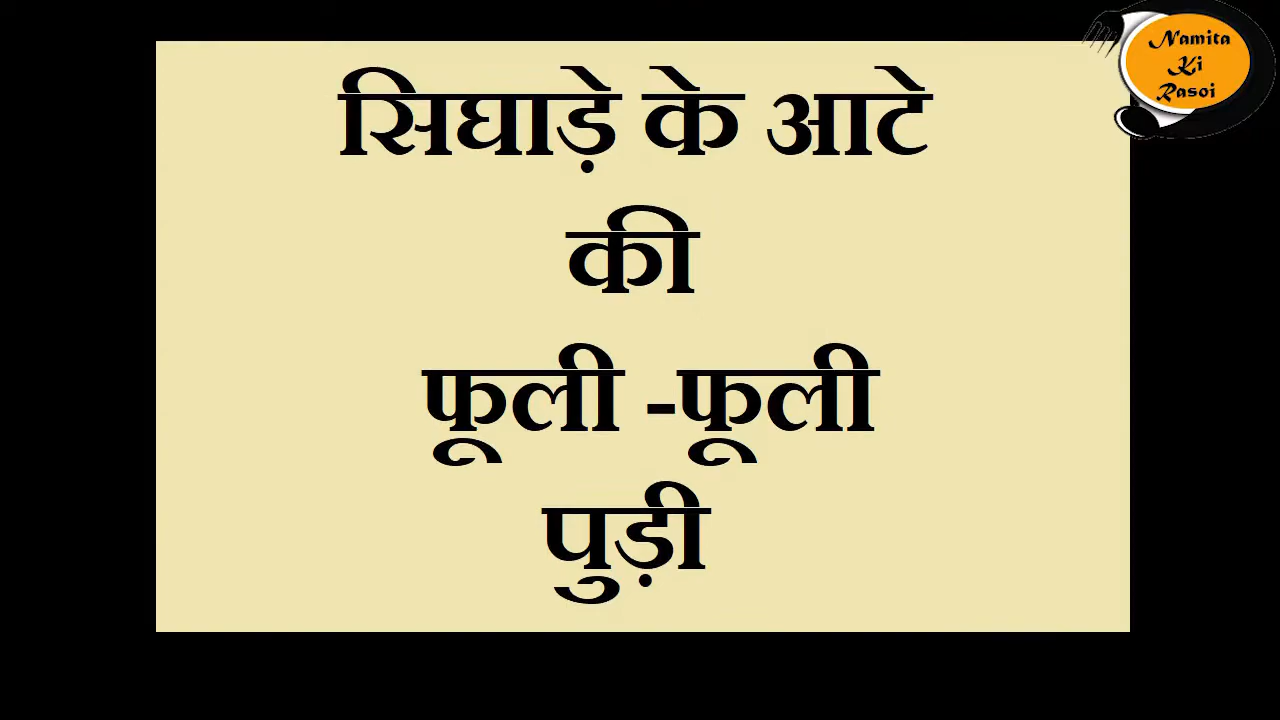 सिघाड़े के आटे
की
फूली -फूली
पुड़ी
Namita
Ki
Rasoi